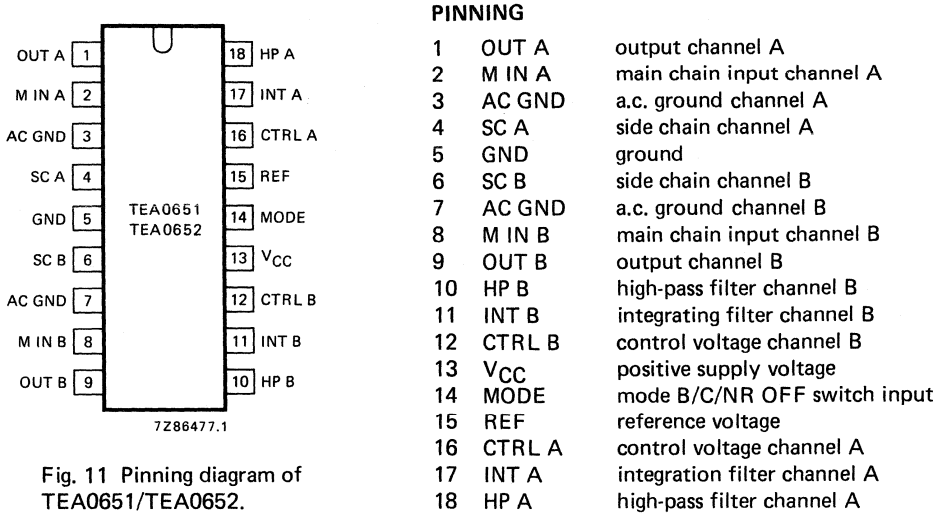 OUT A 1
M IN A 2
AC GND 3
SC A 4
GND 5
SC B 6
AC GND 7
M IN B 8
OUT B 9
TEA0651
TEA0652
18 HP A
17 INT A
16 CTRL A
15 REF
14 MODE
13 VCC
12 CTRL B
11 INT B
10 HP B
7Z86477.1
Fig. 11 Pinning diagram of
TEA0651/TEA0652.
PINNING
1 OUT A output channel A
2 M IN A main chain input channel A
3 AC GND a.c. ground channel A
4 SC A side chain channel A
5 GND ground
6 SC B side chain channel B
7 AC GND a.c. ground channel B
8 M IN B main chain input channel B
9 OUT B output channel B
10 HP B high-pass filter channel B
11 INT B integrating filter channel B
12 CTRL B control voltage channel B
13 VCC positive supply voltage
14 MODE mode B/C/NR OFF switch input
15 REF reference voltage
16 CTRL A control voltage channel A
17 INT A integration filter channel A
18 HP A high-pass filter channel A